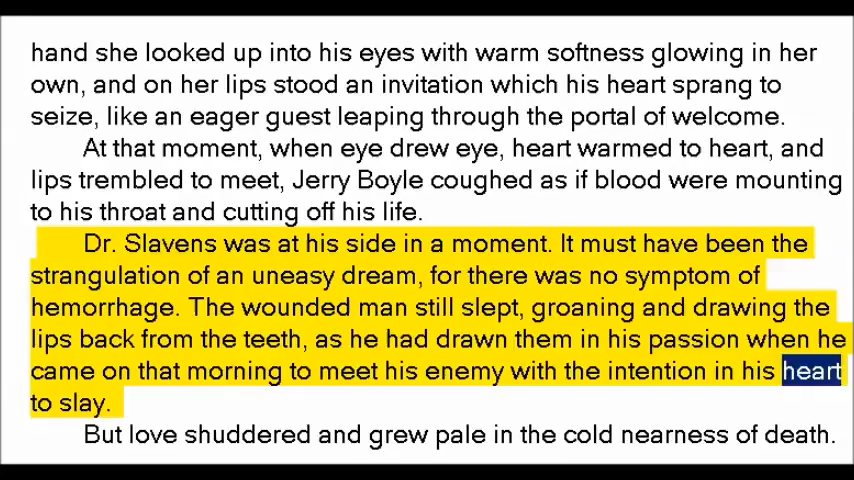 hand she looked up into his eyes with warm softness glowing in her
own, and on her lips stood an invitation which his heart sprang to
seize, like an eager guest leaping through the portal of welcome.
At that moment, when eye drew eye, heart warmed to heart, and
lips trembled to meet, Jerry Boyle coughed as if blood were mounting
to his throat and cutting off his life.
Dr. Slavens was at his side in a moment. It must have been the
strangulation of an uneasy dream, for there was no symptom of
hemorrhage. The wounded man still slept, groaning and drawing the
lips back from the teeth, as he had drawn them in his passion when he
came on that morning to meet his enemy with the intention in his heart
to slay.
But love shuddered and grew pale in the cold nearness of death.